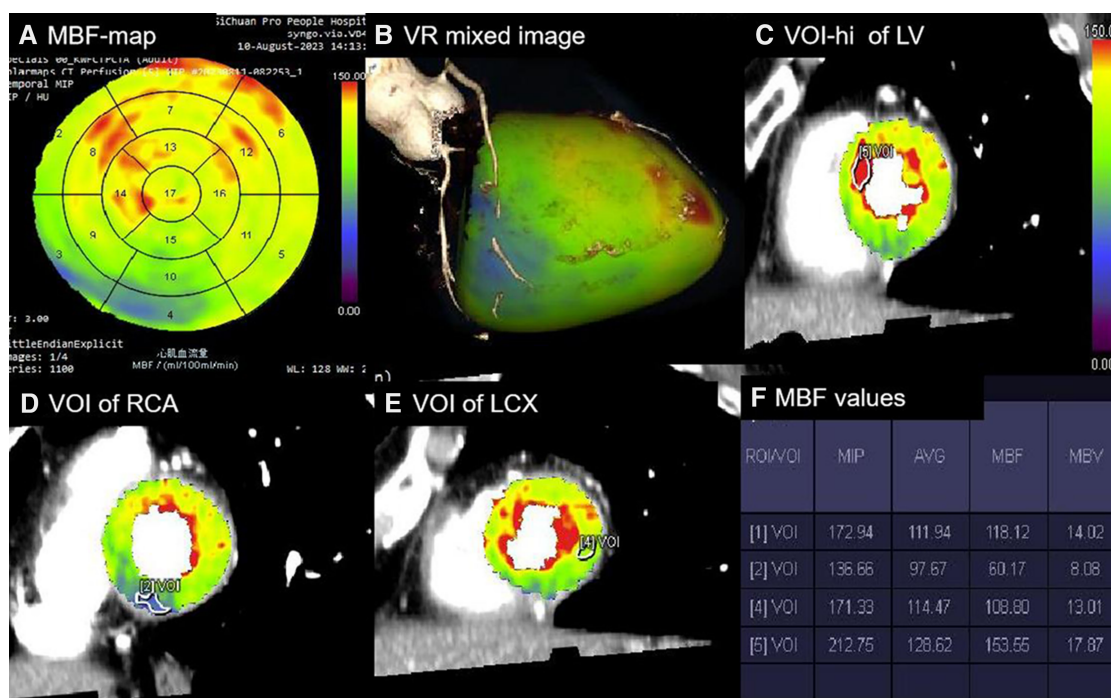 A MBF-map
SiChuan Pro People Hospit
syngo.via.VB4
10-August-2023 14:13:
olarmaps CT Perfusion
emporal MIP
IP / HU
150.00
0.00
7
2
6
8
12
13
14
17
16
9
15
5
3
10
4
T: 3.00
ittleEndianExplicit
mages: 1/4
eries: 1100
心肌血流量
MBF / (ml/100ml/min)
WL: 128 WW: 2
B VR mixed image
C VOI-hi of LV
150.0
[5] VOI
0.00
D VOI of RCA
[2] VOI
E VOI of LCX
[4] VOI
F MBF values
ROI/VOI MIP AVG MBF MBV
[1] VOI 172.94 111.94 118.12 14.02
[2] VOI 136.66 97.67 60.17 8.08
[4] VOI 171.33 114.47 108.80 13.01
[5] VOI 212.75 128.62 153.55 17.87